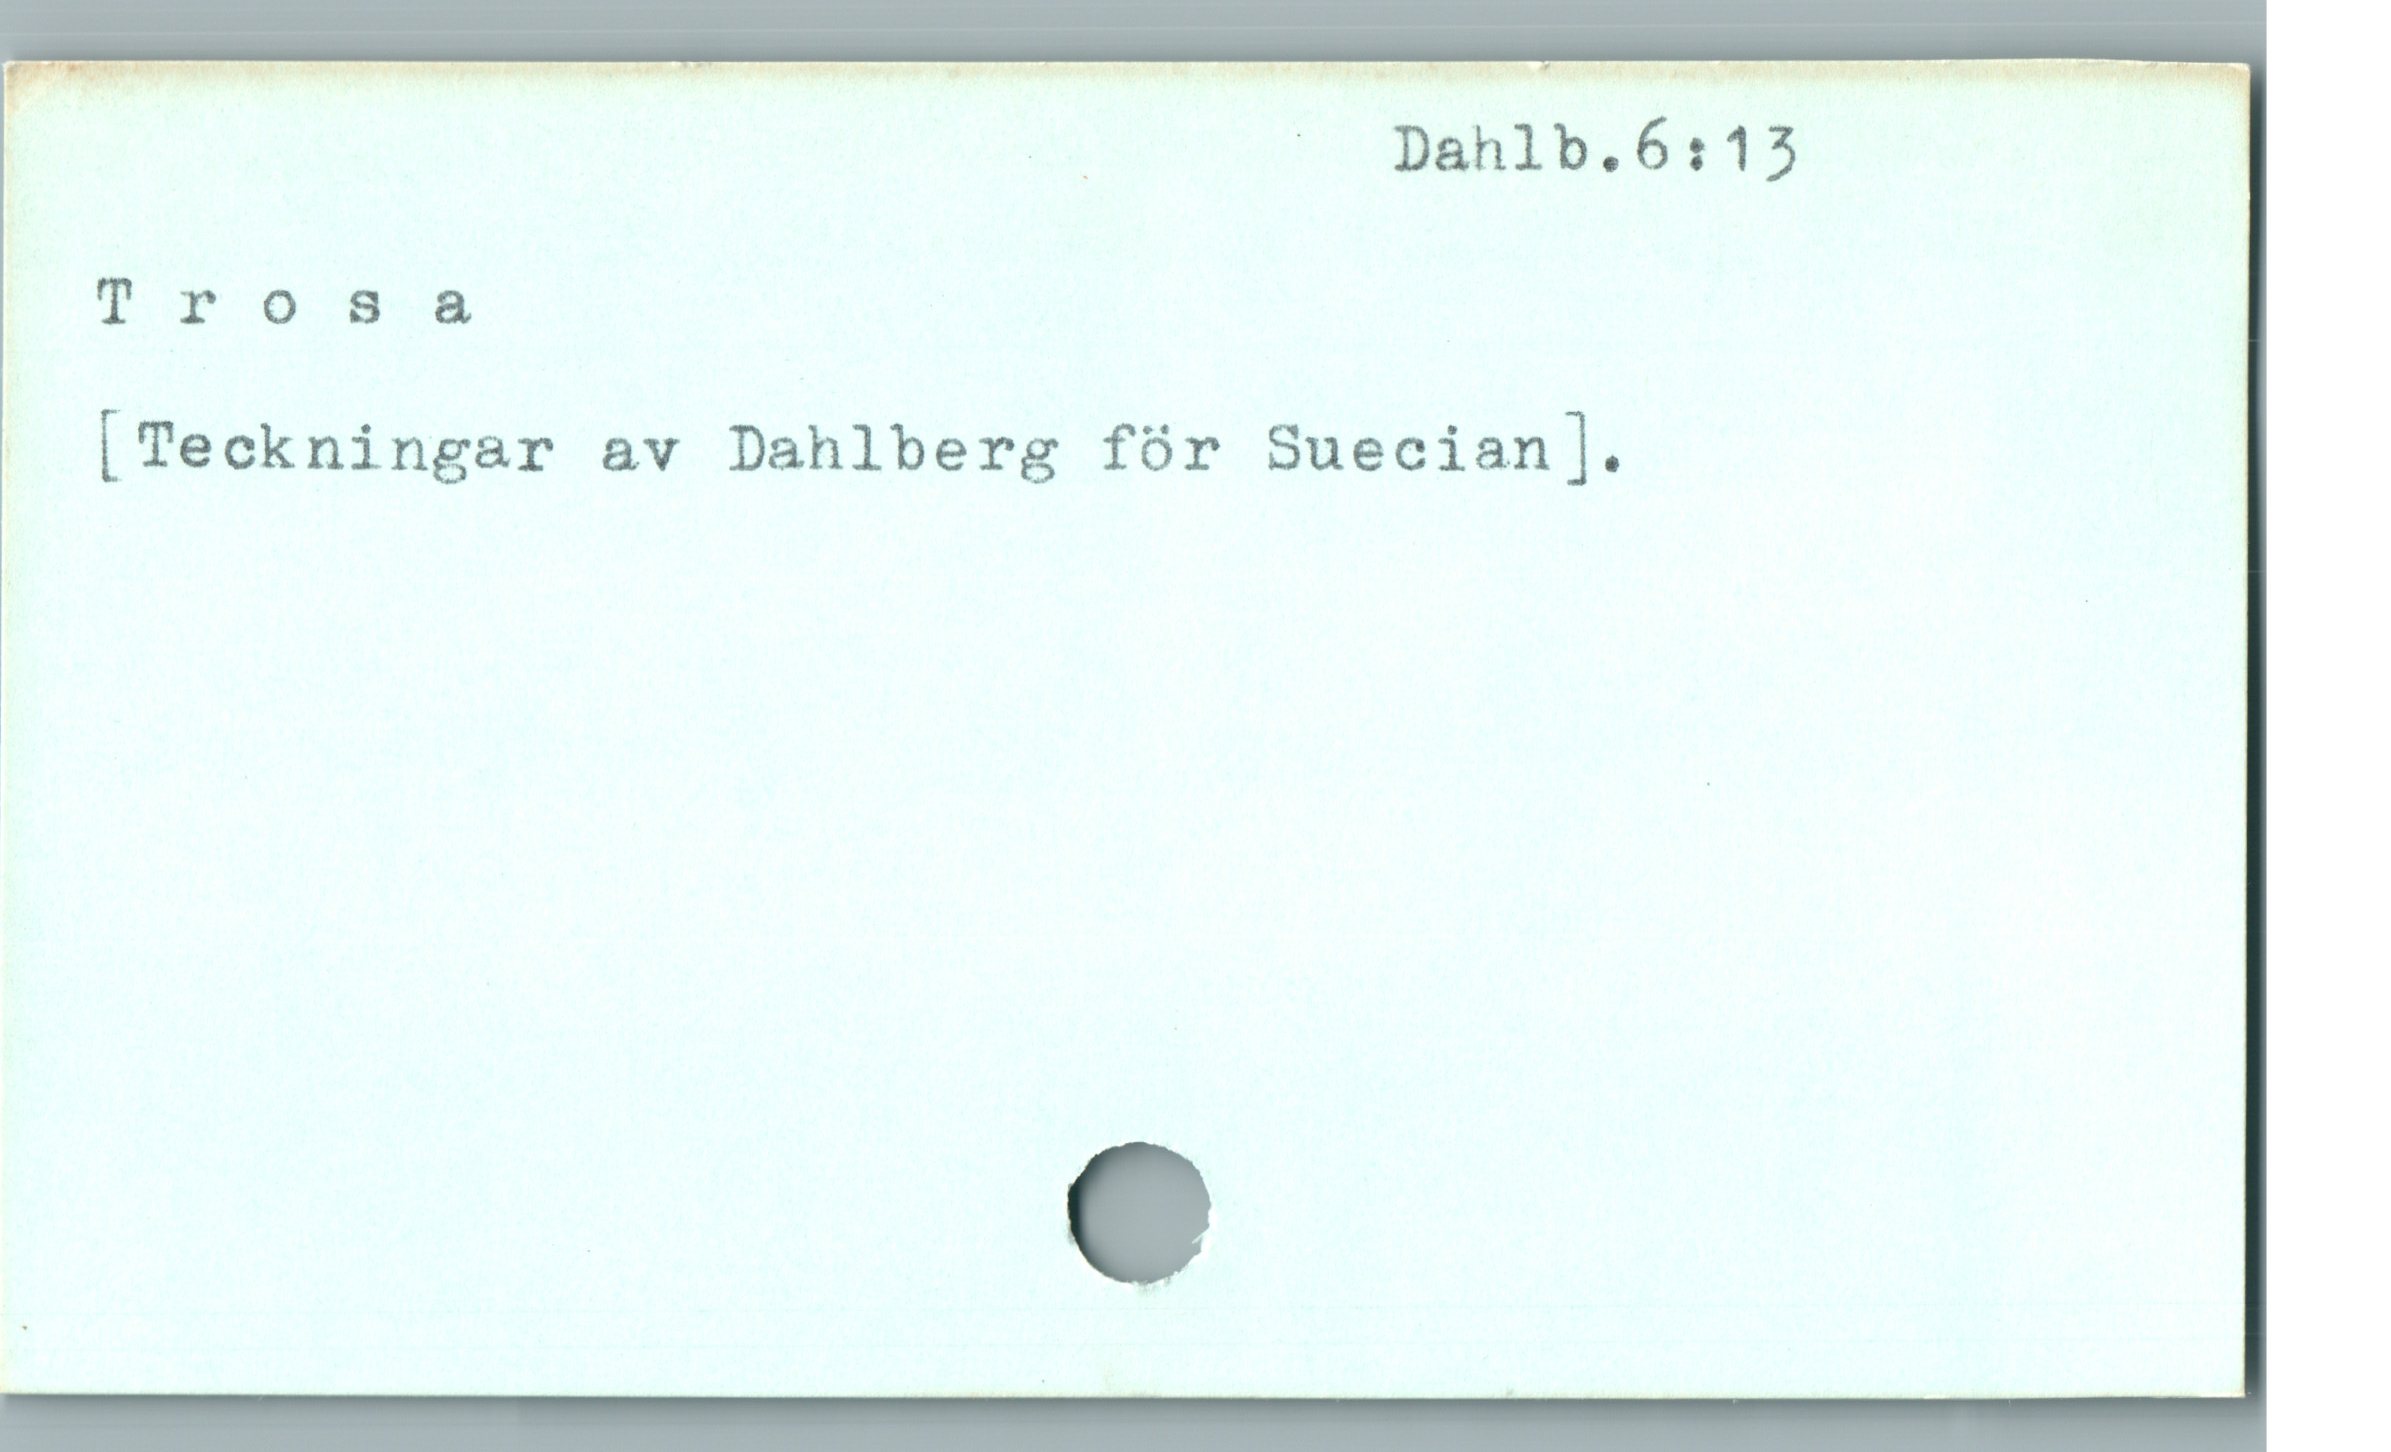 Dahlb.6:13
T r o s a
[Teckningar av Dahlberg för Suecian].